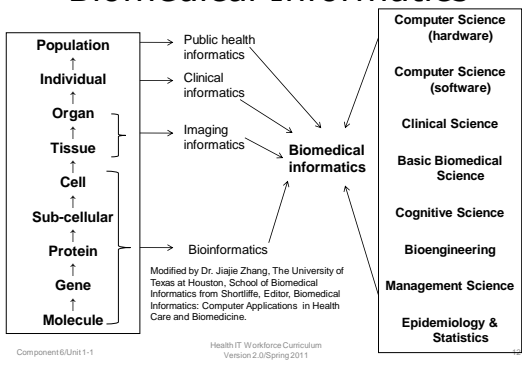 Biomedical Informatics
Population
↑
Individual
↑
Organ
↑
Tissue
↑
Cell
↑
Sub-cellular
↑
Protein
↑
Gene
↑
Molecule
Public health
informatics
Clinical
informatics
Imaging
informatics
Bioinformatics
Biomedical
informatics
Modified by Dr. Jiajie Zhang, The University of
Texas at Houston, School of Biomedical
Informatics from Shortliffe, Editor, Biomedical
Informatics: Computer Applications in Health
Care and Biomedicine.
Computer Science
(hardware)
Computer Science
(software)
Clinical Science
Basic Biomedical
Science
Cognitive Science
Bioengineering
Management Science
Epidemiology &
Statistics
Component 6/Unit 1-1
Health IT Workforce Curriculum
Version 2.0/Spring 2011
12